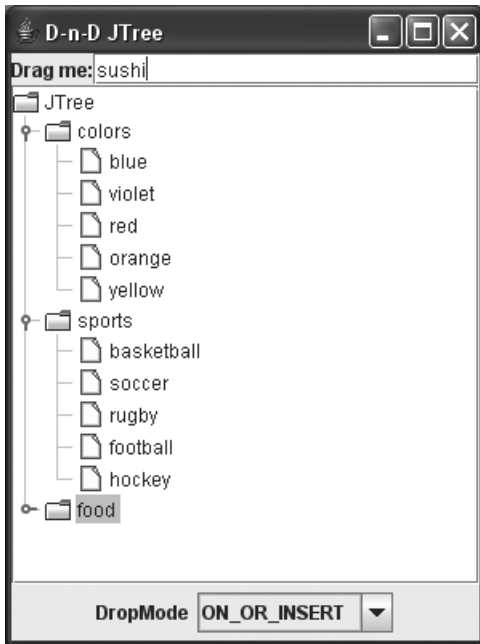 D-n-D JTree
Drag me: sushi
JTree
colors
blue
violet
red
orange
yellow
sports
basketball
soccer
rugby
football
hockey
food
DropMode ON_OR_INSERT